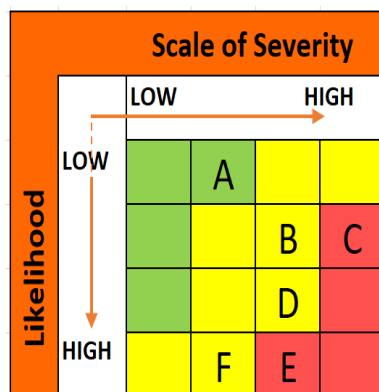 Scale of Severity
LOW HIGH
LOW
A
B C
D
HIGH
F E
Likelihood